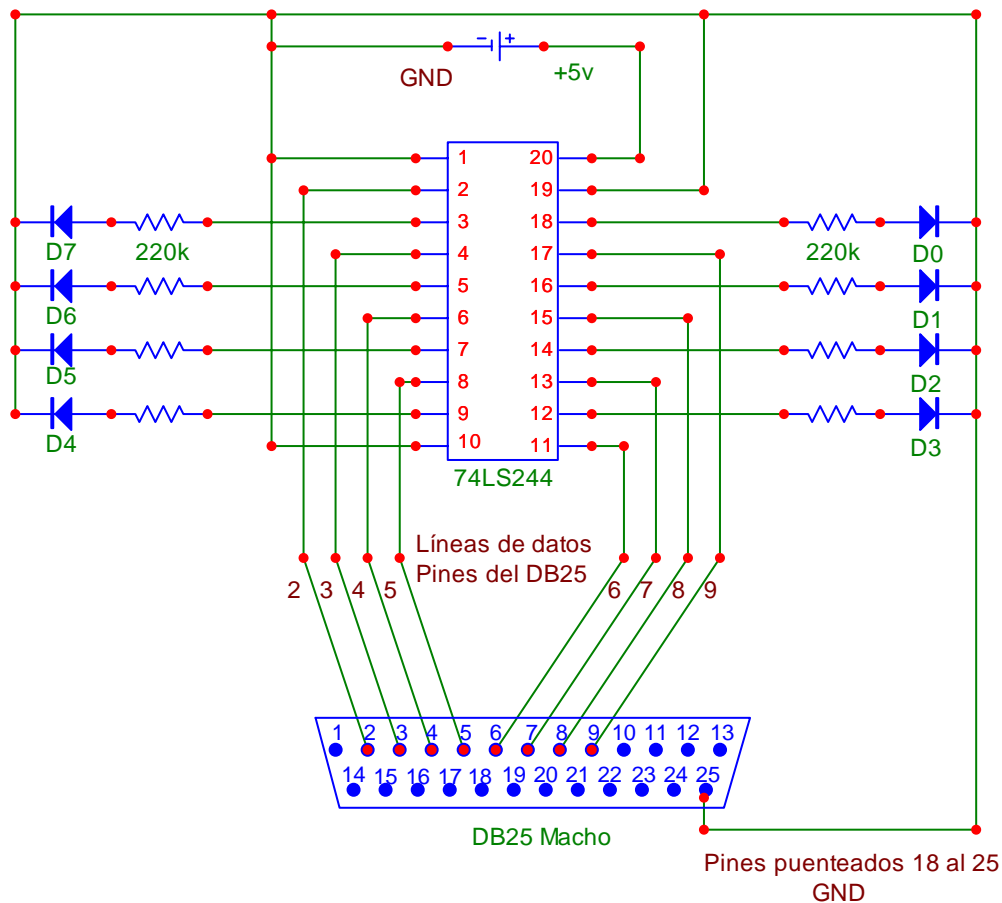 - +
GND
+5v
1 20
2 19
3 18
D7 220k 220k D0
4 17
5 16
D6 D1
6 15
7 14
D5 D2
8 13
9 12
D4 D3
10 11
74LS244
Líneas de datos
Pines del DB25
2 3 4 5 6 7 8 9
1 2 3 4 5 6 7 8 9 10 11 12 13
14 15 16 17 18 19 20 21 22 23 24 25
DB25 Macho
Pines puenteados 18 al 25
GND